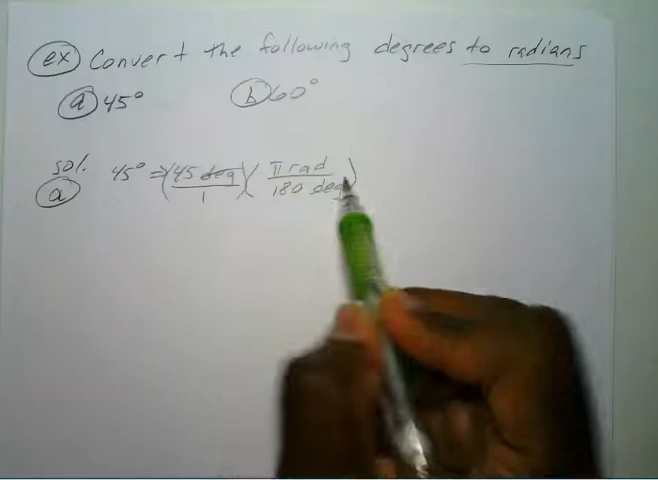 ex Convert the following degrees to radians
a 45° b 60°
sol.
a 45° = (45 deg / 1)(π rad / 180 deg)